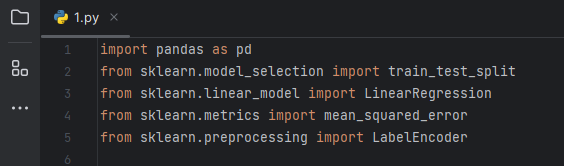 1.py
1 import pandas as pd
2 from sklearn.model_selection import train_test_split
3 from sklearn.linear_model import LinearRegression
4 from sklearn.metrics import mean_squared_error
5 from sklearn.preprocessing import LabelEncoder
6